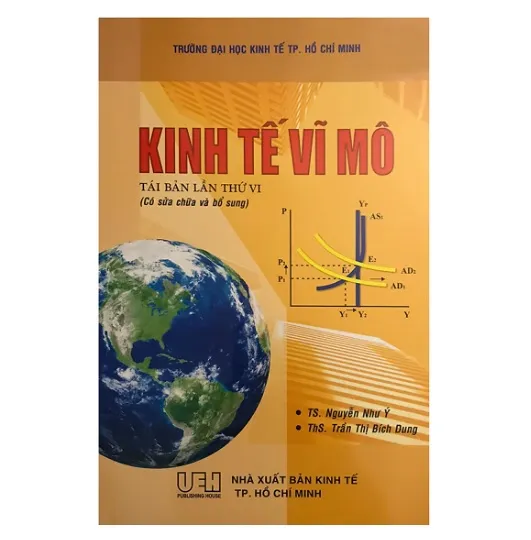 TRƯỜNG ĐẠI HỌC KINH TẾ TP. HỒ CHÍ MINH
KINH TẾ VĨ MÔ
TÁI BẢN LẦN THỨ VI
(Có sửa chữa và bổ sung)
P
YP
AS1
E2
P2
E1
AD2
P1
AD1
Y1
Y2
Y
• TS. Nguyễn Như Ý
• ThS. Trần Thị Bích Dung
UEH
PUBLISHING HOUSE
NHÀ XUẤT BẢN KINH TẾ
TP. HỒ CHÍ MINH